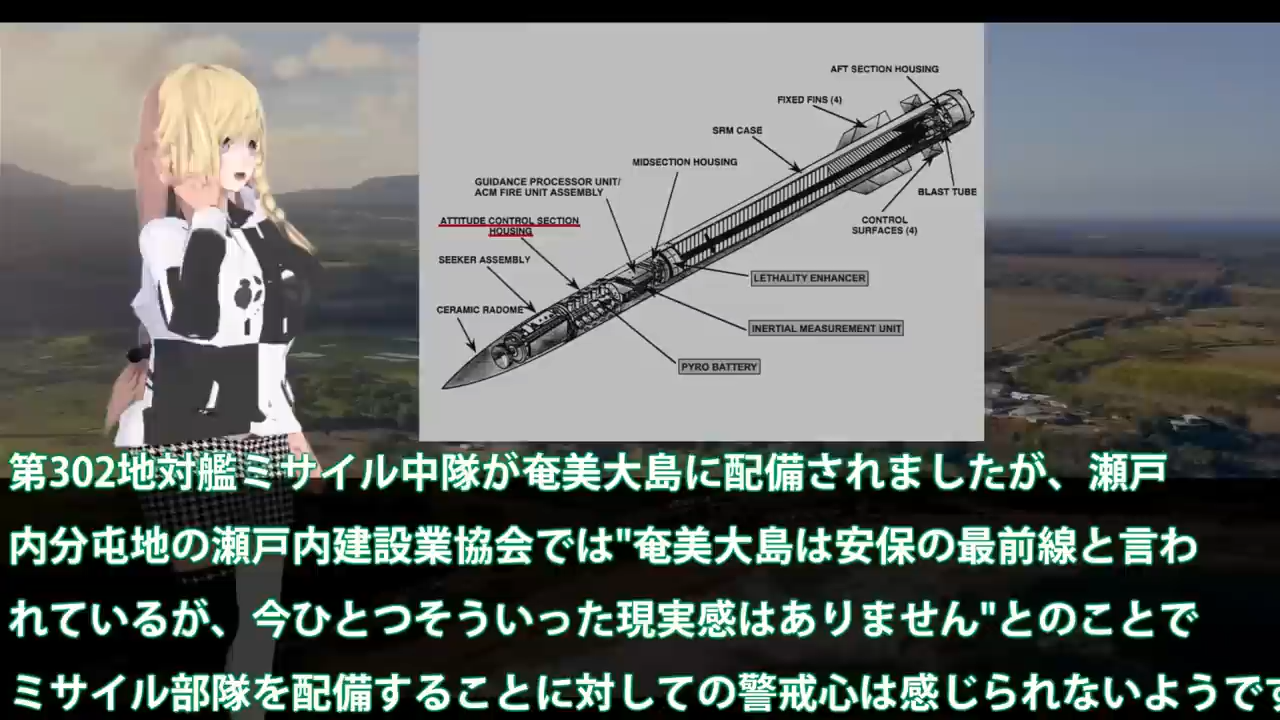 AFT SECTION HOUSING
FIXED FINS (4)
SRM CASE
MIDSECTION HOUSING
GUIDANCE PROCESSOR UNIT/
ACM FIRE UNIT ASSEMBLY
BLAST TUBE
ATTITUDE CONTROL SECTION
HOUSING
CONTROL
SURFACES (4)
SEEKER ASSEMBLY
LETHALITY ENHANCER
CERAMIC RADOME
INERTIAL MEASUREMENT UNIT
PYRO BATTERY
第302地対艦ミサイル中隊が奄美大島に配備されましたが、瀬戸
内分屯地の瀬戸内建設業協会では"奄美大島は安保の最前線と言わ
れているが、今ひとつそういった現実感はありません"とのことで
ミサイル部隊を配備することに対しての警戒心は感じられないようです